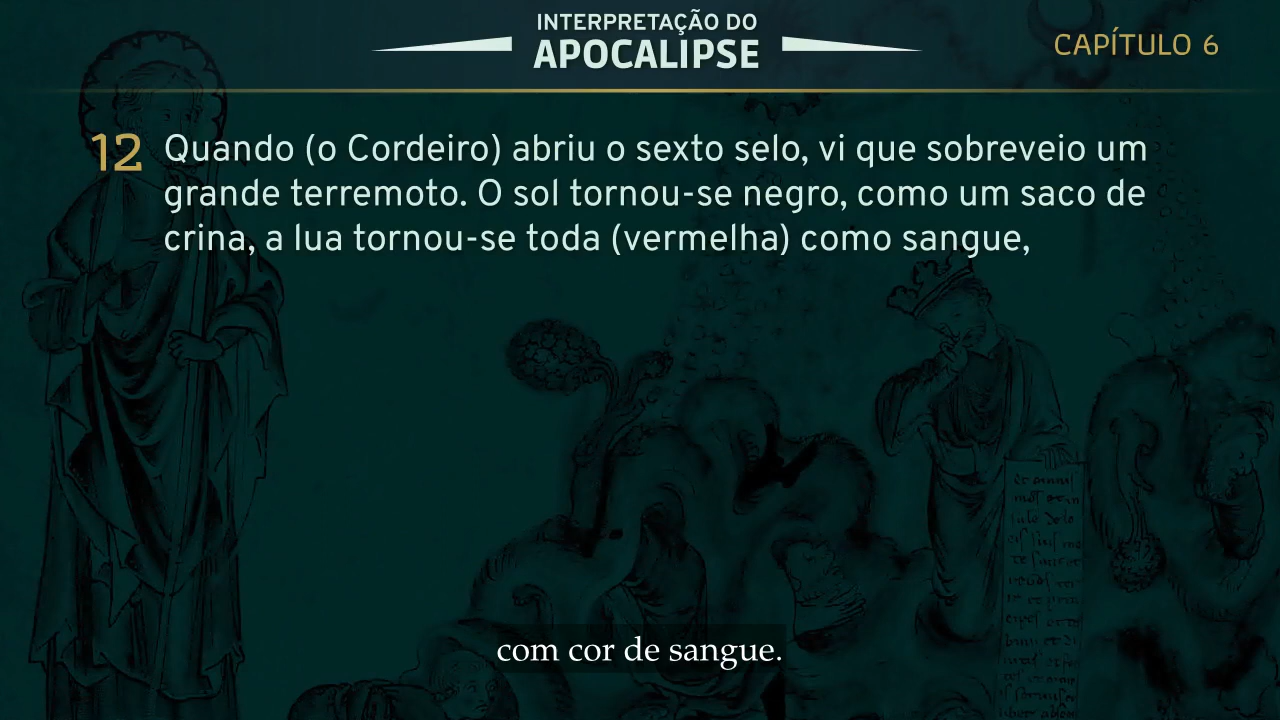 INTERPRETAÇÃO DO
APOCALIPSE
CAPÍTULO 6
12 Quando (o Cordeiro) abriu o sexto selo, vi que sobreveio um
grande terremoto. O sol tornou-se negro, como um saco de
crina, a lua tornou-se toda (vermelha) como sangue,
com cor de sangue.